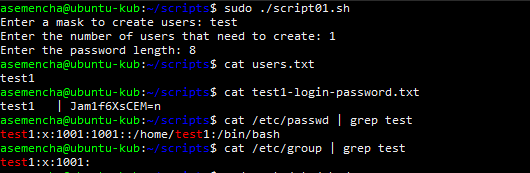 asemencha@ubuntu-kub:~/scripts$ sudo ./script01.sh
Enter a mask to create users: test
Enter the number of users that need to create: 1
Enter the password length: 8
asemencha@ubuntu-kub:~/scripts$ cat users.txt
test1
asemencha@ubuntu-kub:~/scripts$ cat test1-login-password.txt
test1   | Jam1f6XsCEM=n
asemencha@ubuntu-kub:~/scripts$ cat /etc/passwd | grep test
test1:x:1001:1001::/home/test1:/bin/bash
asemencha@ubuntu-kub:~/scripts$ cat /etc/group | grep test
test1:x:1001: